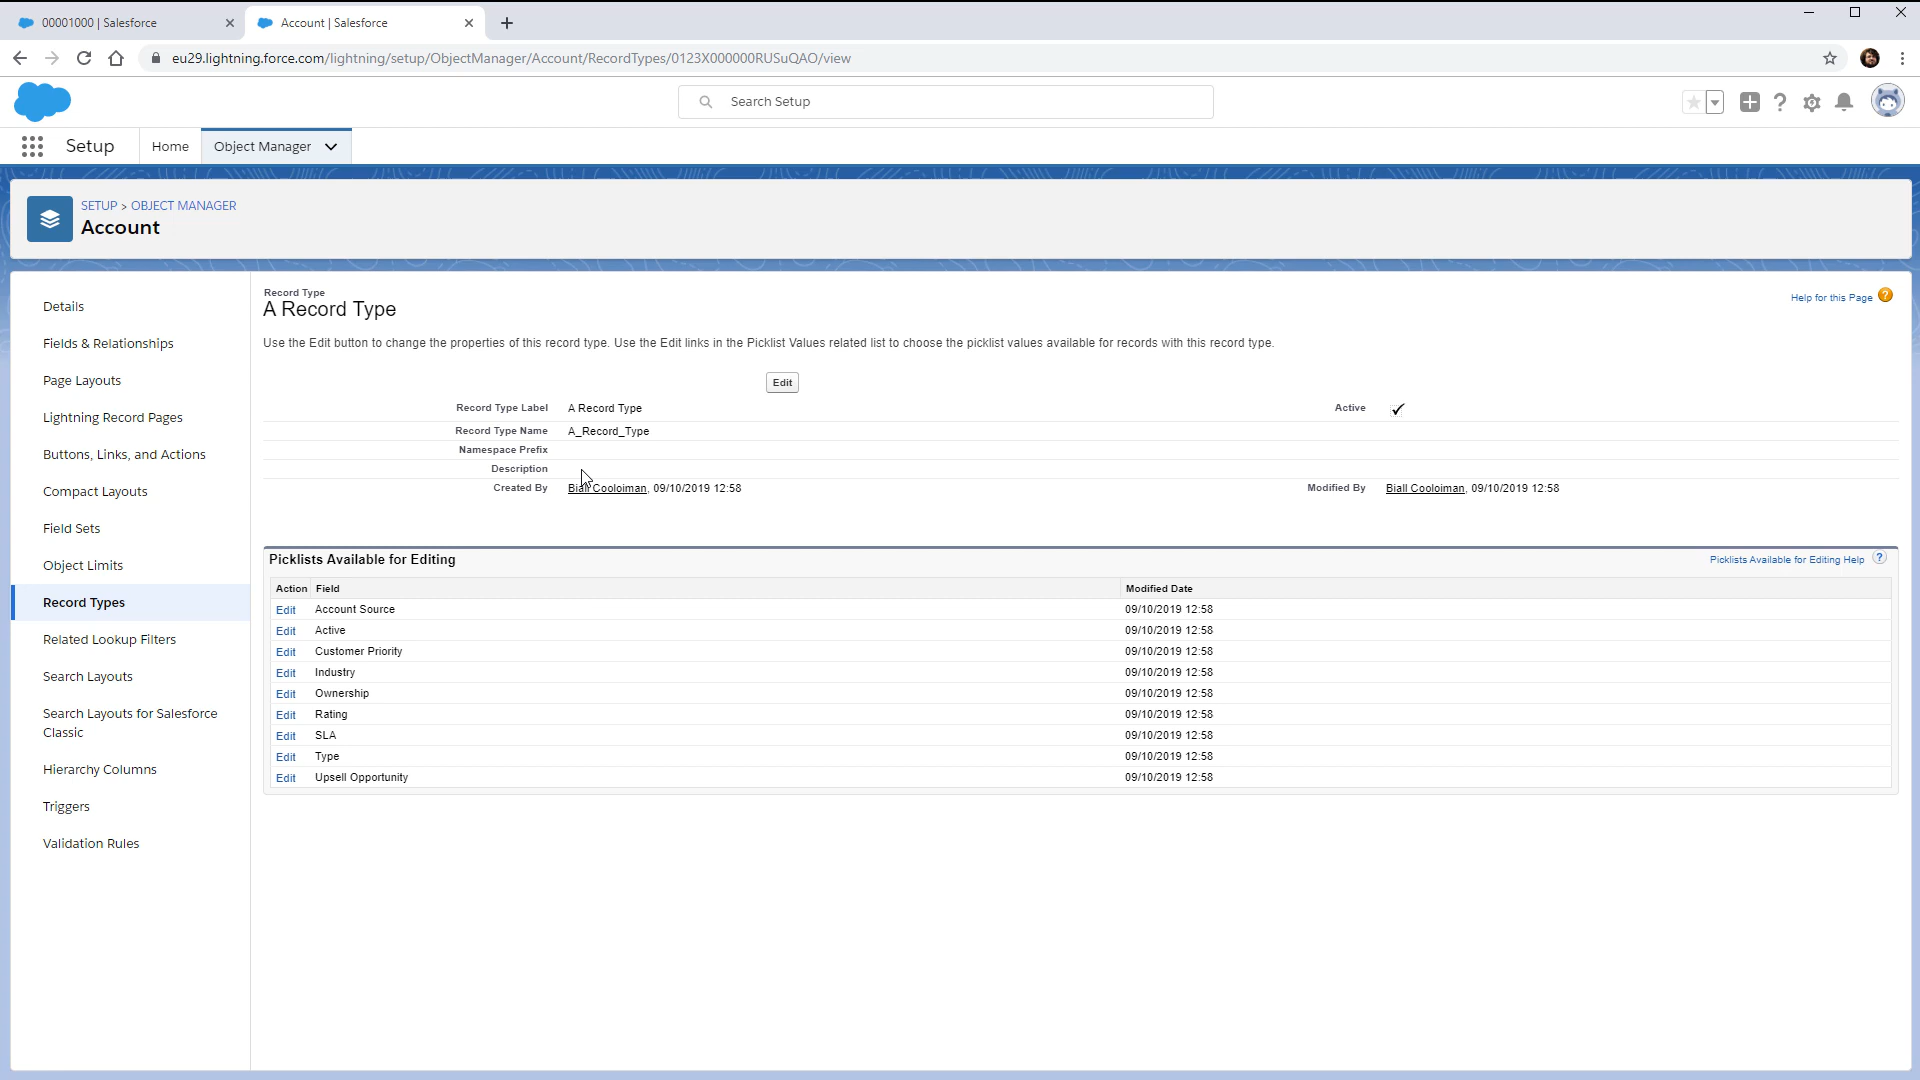 00001000 | Salesforce
Account | Salesforce
eu29.lightning.force.com/lightning/setup/ObjectManager/Account/RecordTypes/0123X000000RUSuQAO/view
Search Setup
Setup
Home
Object Manager
SETUP > OBJECT MANAGER
Account
Details
Fields & Relationships
Page Layouts
Lightning Record Pages
Buttons, Links, and Actions
Compact Layouts
Field Sets
Object Limits
Record Types
Related Lookup Filters
Search Layouts
Search Layouts for Salesforce
Classic
Hierarchy Columns
Triggers
Validation Rules
Record Type
A Record Type
Help for this Page ?
Use the Edit button to change the properties of this record type. Use the Edit links in the Picklist Values related list to choose the picklist values available for records with this record type.
Edit
Record Type Label A Record Type Active
Record Type Name A_Record_Type
Namespace Prefix
Description
Created By Biall Cooloiman, 09/10/2019 12:58 Modified By Biall Cooloiman, 09/10/2019 12:58
Picklists Available for Editing
Picklists Available for Editing Help ?
Action Field Modified Date
Edit Account Source 09/10/2019 12:58
Edit Active 09/10/2019 12:58
Edit Customer Priority 09/10/2019 12:58
Edit Industry 09/10/2019 12:58
Edit Ownership 09/10/2019 12:58
Edit Rating 09/10/2019 12:58
Edit SLA 09/10/2019 12:58
Edit Type 09/10/2019 12:58
Edit Upsell Opportunity 09/10/2019 12:58